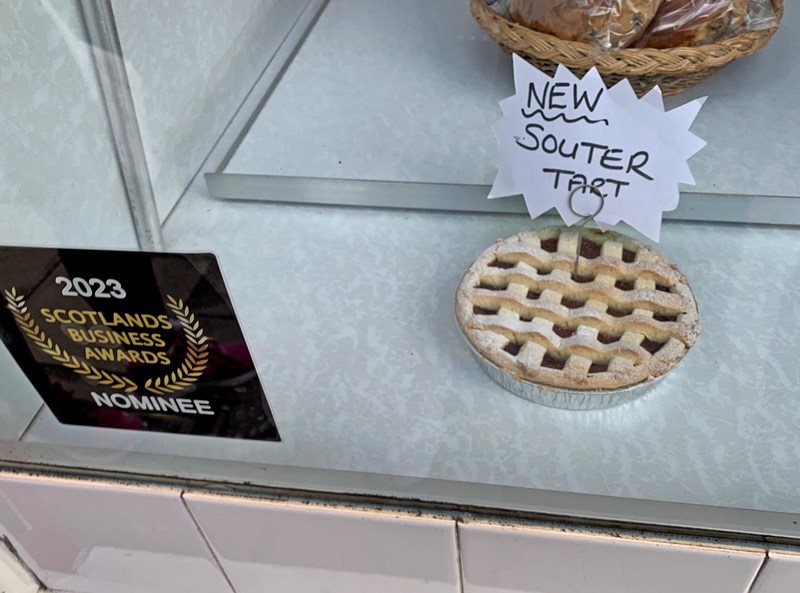 NEW
SOUTER
TART
2023
SCOTLANDS
BUSINESS
AWARDS
NOMINEE